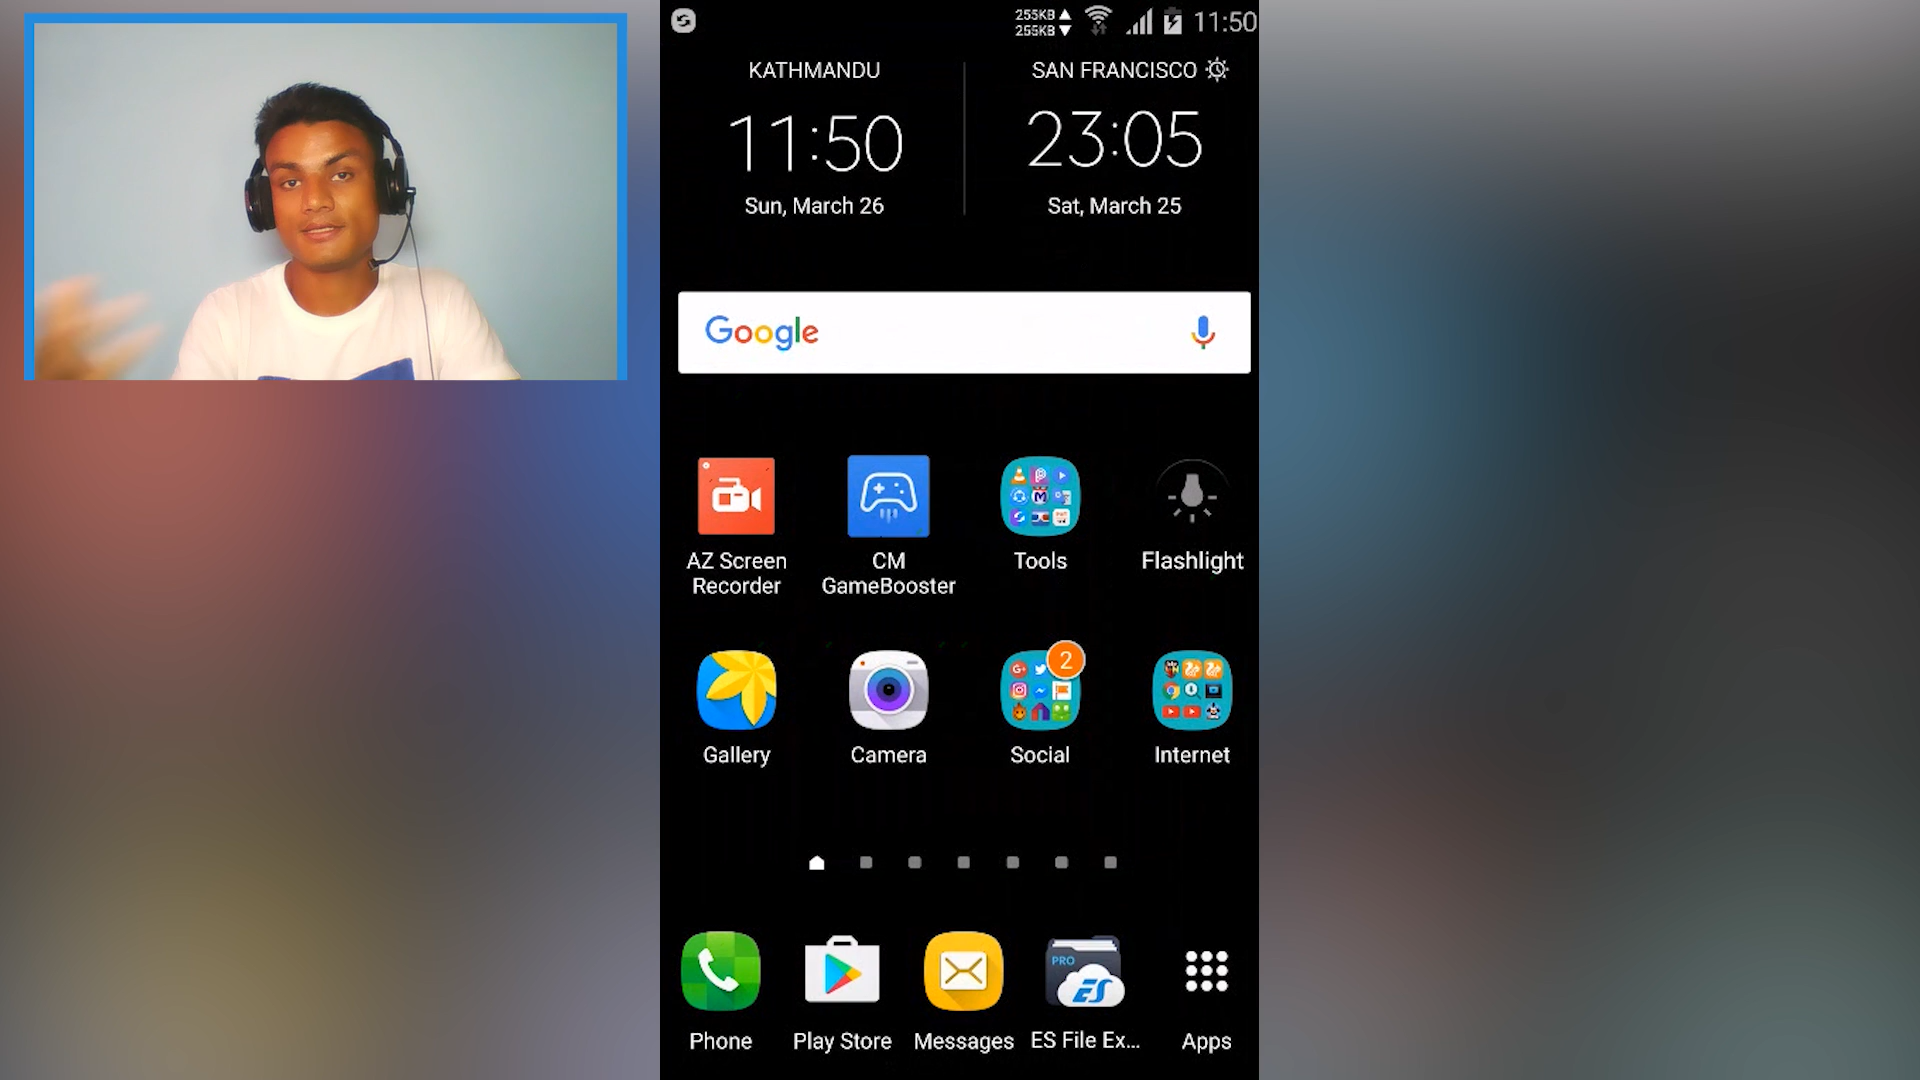 255KB
255KB
11:50
KATHMANDU
SAN FRANCISCO
11:50
23:05
Sun, March 26
Sat, March 25
Google
AZ Screen
Recorder
CM
GameBooster
Tools
Flashlight
2
Gallery
Camera
Social
Internet
PRO
ES
Phone
Play Store
Messages
ES File Ex...
Apps